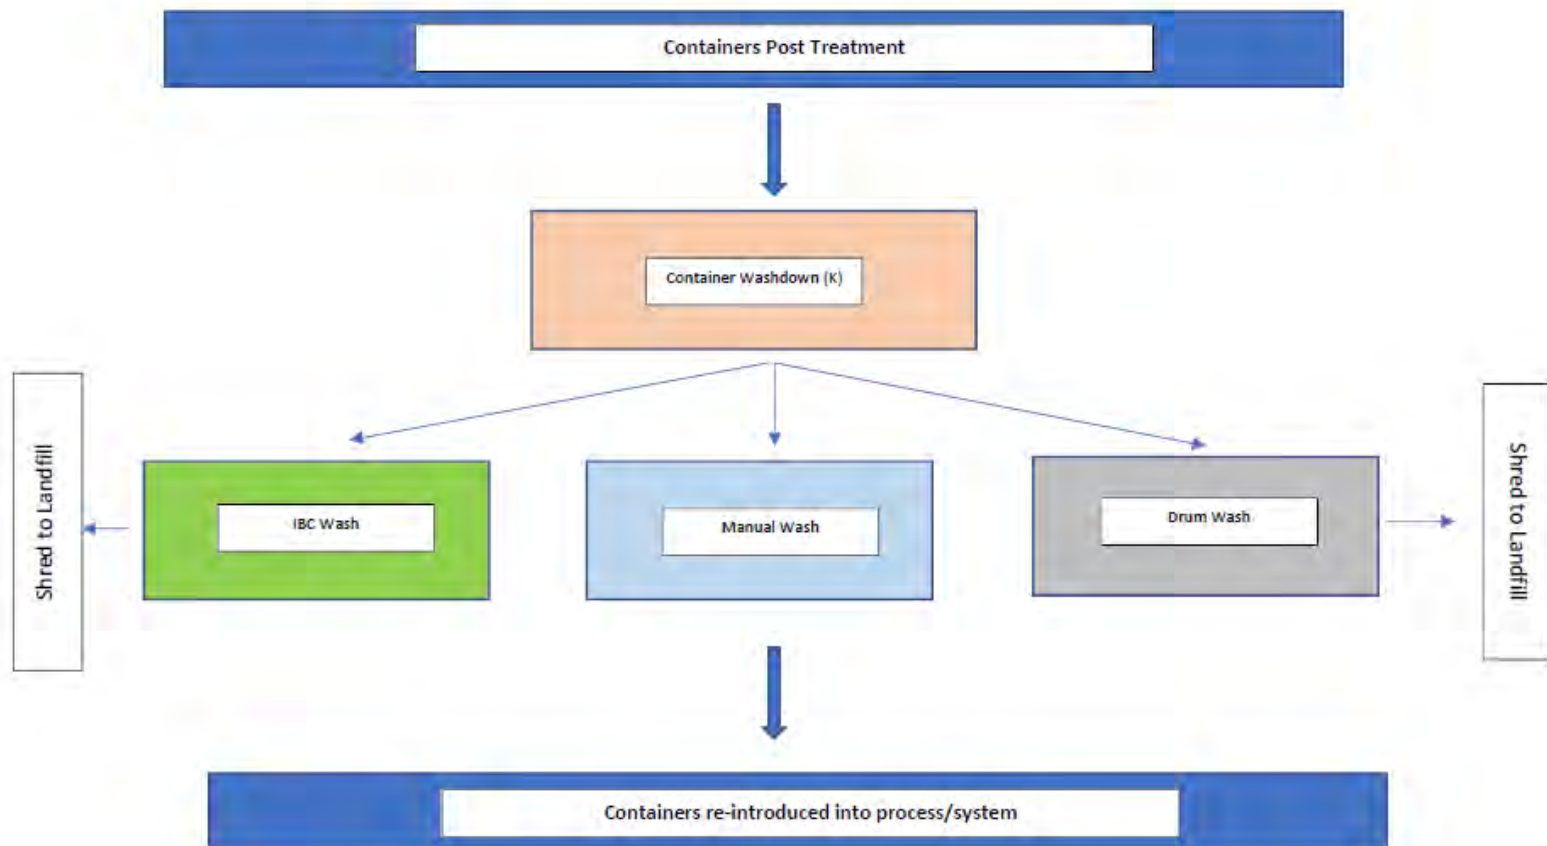 Containers Post Treatment
Container Washdown (K)
Shred to Landfill
IBC Wash
Manual Wash
Drum Wash
Shred to Landfill
Containers re-introduced into process/system